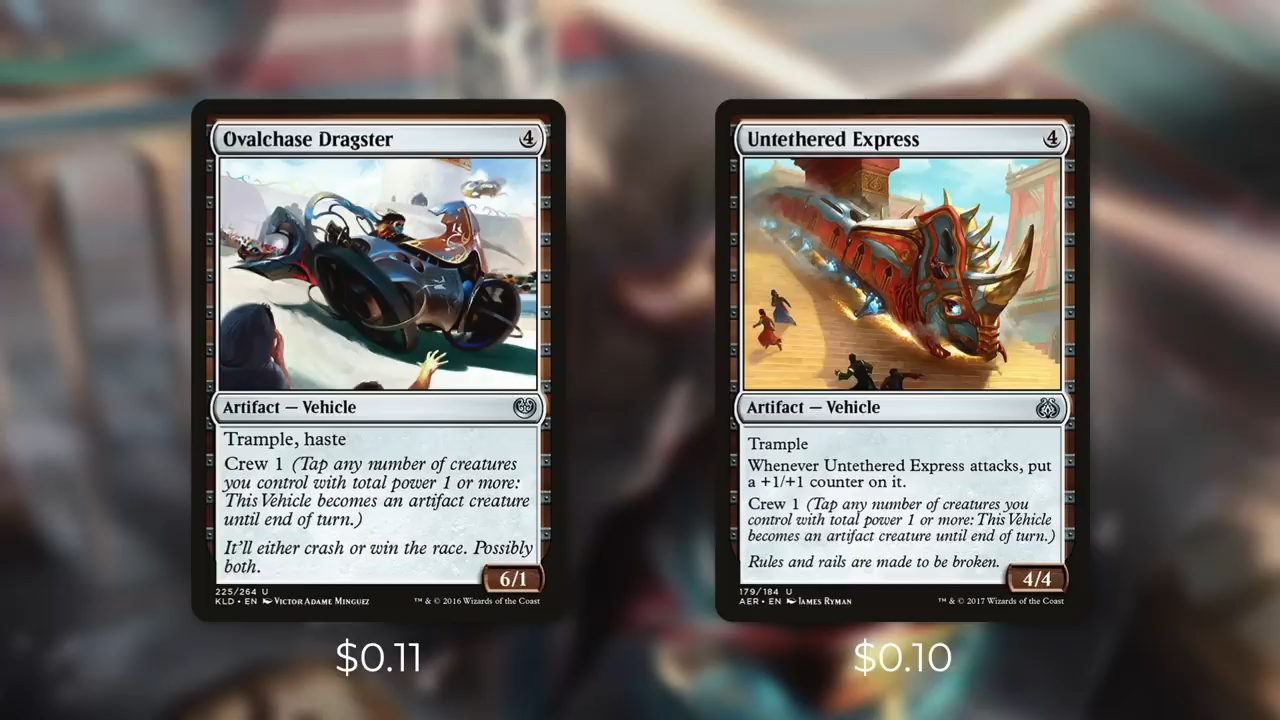 Ovalchase Dragster 4
Artifact — Vehicle
Trample, haste
Crew 1 (Tap any number of creatures
you control with total power 1 or more:
This Vehicle becomes an artifact creature
until end of turn.)
It'll either crash or win the race. Possibly
both.
6/1
225/264 U
KLD • EN Victor Adame Minguez
™ & © 2016 Wizards of the Coast
$0.11
Untethered Express 4
Artifact — Vehicle
Trample
Whenever Untethered Express attacks, put
a +1/+1 counter on it.
Crew 1 (Tap any number of creatures you
control with total power 1 or more: This Vehicle
becomes an artifact creature until end of turn.)
Rules and rails are made to be broken.
4/4
179/184 U
AER • EN James Ryman
™ & © 2017 Wizards of the Coast
$0.10